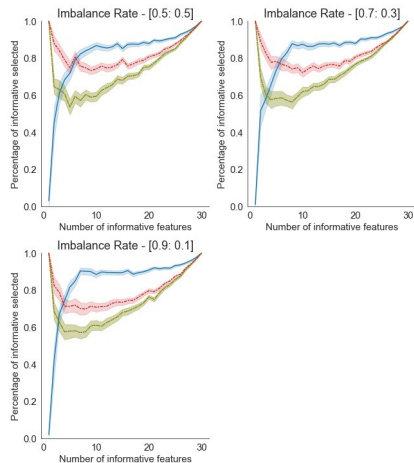 Imbalance Rate - [0.5: 0.5]
Percentage of informative selected
1.0
0.8
0.6
0.4
0.2
0.0
0 10 20 30
Number of informative features
Imbalance Rate - [0.7: 0.3]
Percentage of informative selected
1.0
0.8
0.6
0.4
0.2
0.0
0 10 20 30
Number of informative features
Imbalance Rate - [0.9: 0.1]
Percentage of informative selected
1.0
0.8
0.6
0.4
0.2
0.0
0 10 20 30
Number of informative features